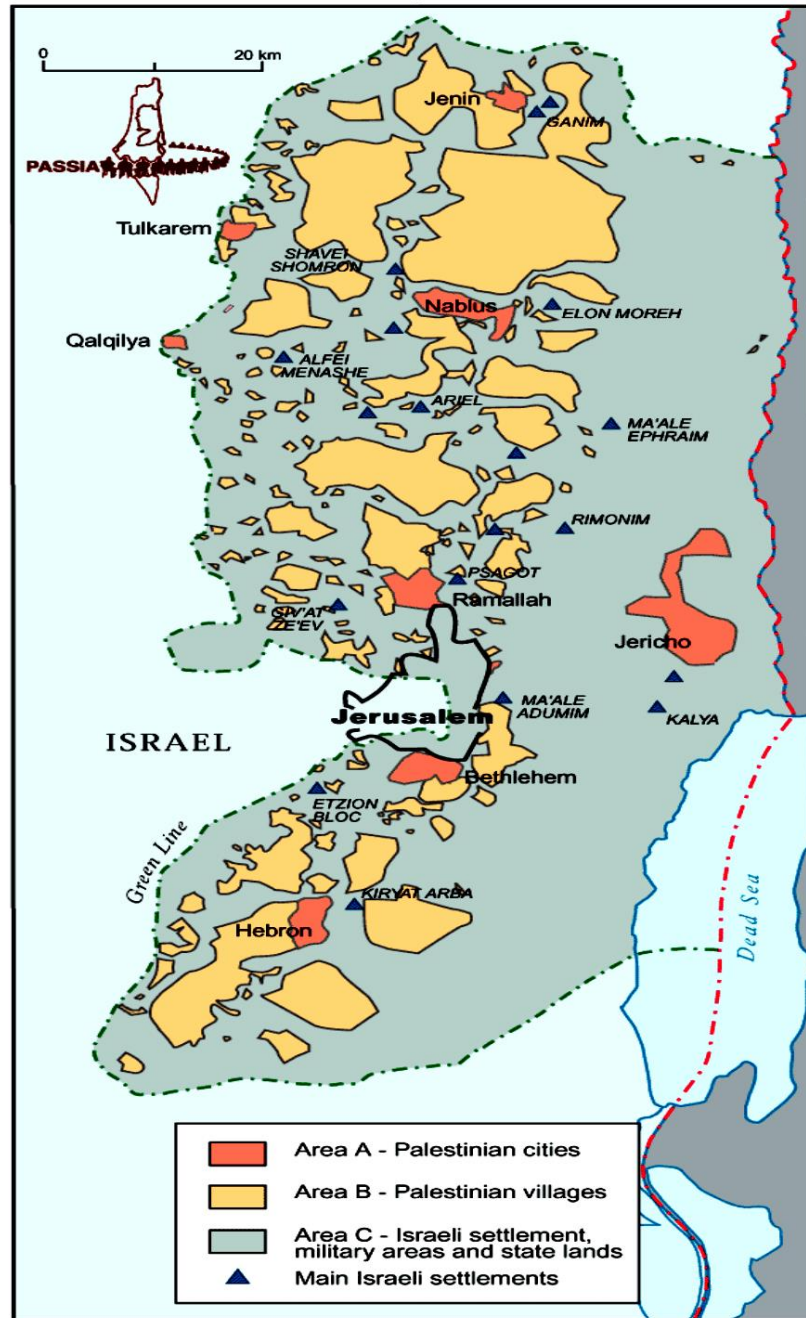 0 20 km
PASSIA
Jenin
GANIM
Tulkarem
SHAVEI
SHOMRON
Nablus
ELON MOREH
Qalqilya
ALFEI
MENASHE
ARIEL
MA'ALE
EPHRAIM
RIMONIM
PSAGOT
Ramallah
GIV'AT
ZE'EV
Jericho
Jerusalem
MA'ALE
ADUMIM
KALYA
ISRAEL
Bethlehem
ETZION
BLOC
Green Line
KIRYAT ARBA
Hebron
Dead Sea
Area A - Palestinian cities
Area B - Palestinian villages
Area C - Israeli settlement,
military areas and state lands
Main Israeli settlements